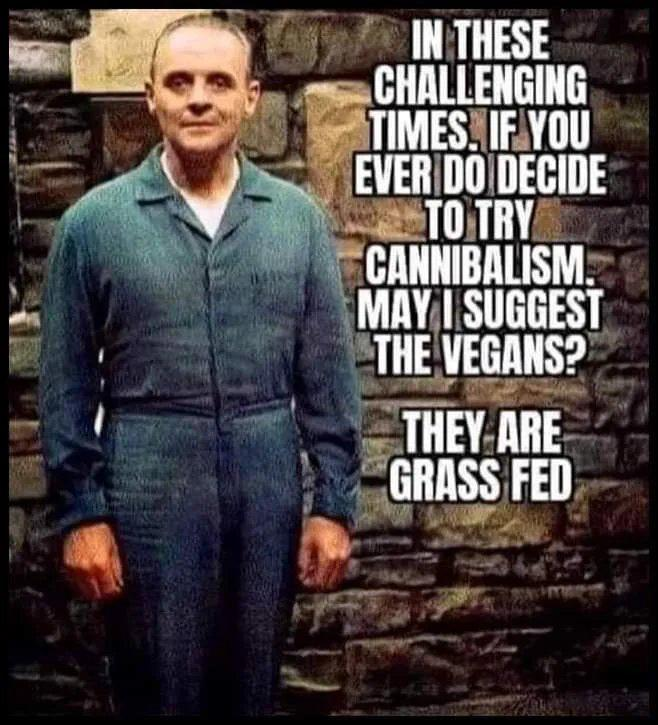 IN THESE
CHALLENGING
TIMES, IF YOU
EVER DO DECIDE
TO TRY
CANNIBALISM.
MAY I SUGGEST
THE VEGANS?
THEY ARE
GRASS FED